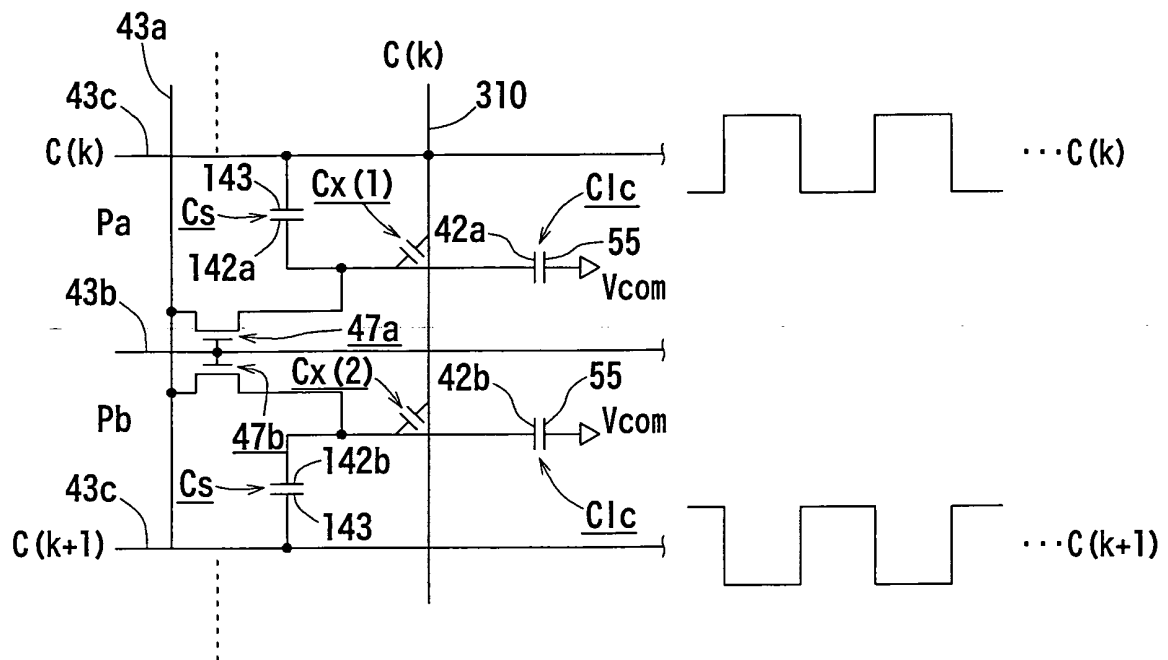 43a
C(k)
43c
310
C(k)
143
Cx(1)
Clc
···C(k)
Cs
42a
55
Pa
142a
Vcom
43b
47a
Cx(2)
42b
55
Pb
Vcom
47b
142b
43c
Cs
Clc
143
C(k+1)
···C(k+1)